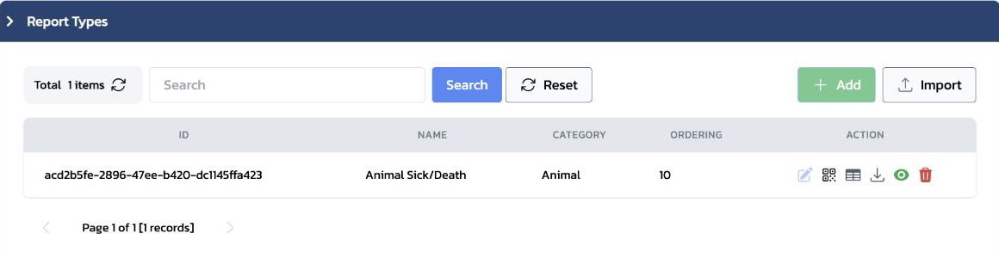 Report Types
Total 1 items Search Search Reset Add Import
ID NAME CATEGORY ORDERING ACTION
acd2b5fe-2896-47ee-b420-dc1145ffa423 Animal Sick/Death Animal 10
Page 1 of 1 [1 records]